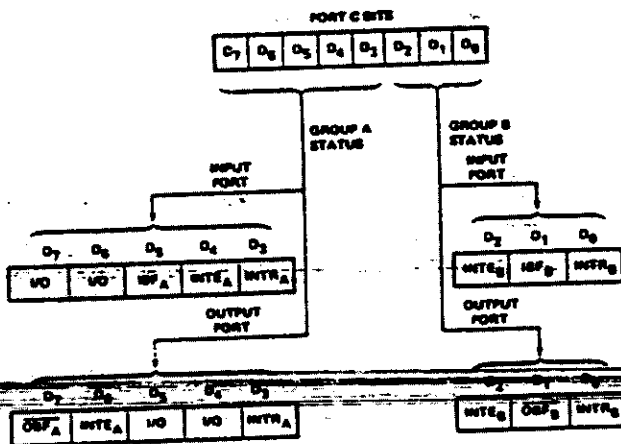 PORT C BITS
D7 D6 D5 D4 D3 D2 D1 D0
GROUP A STATUS
GROUP B STATUS
INPUT PORT
INPUT PORT
D7 D6 D5 D4 D3
I/O I/O IBFA INTEA INTRA
D2 D1 D0
INTEB IBFB INTRB
OUTPUT PORT
OUTPUT PORT
D7 D6 D5 D4 D3
OBFA INTEA I/O I/O INTRA
D2 D1 D0
INTEB OBFB INTRB